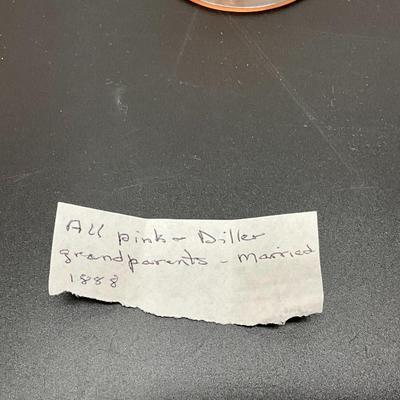 All pink - Diller
grandparents - married
1888